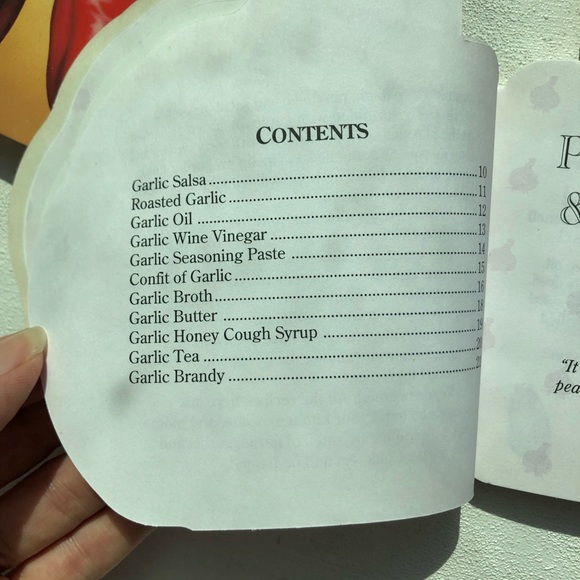 CONTENTS
Garlic Salsa 10
Roasted Garlic 11
Garlic Oil 12
Garlic Wine Vinegar 13
Garlic Seasoning Paste 14
Confit of Garlic 15
Garlic Broth 16
Garlic Butter 18
Garlic Honey Cough Syrup 19
Garlic Tea 20
Garlic Brandy
P
&
"It
pea